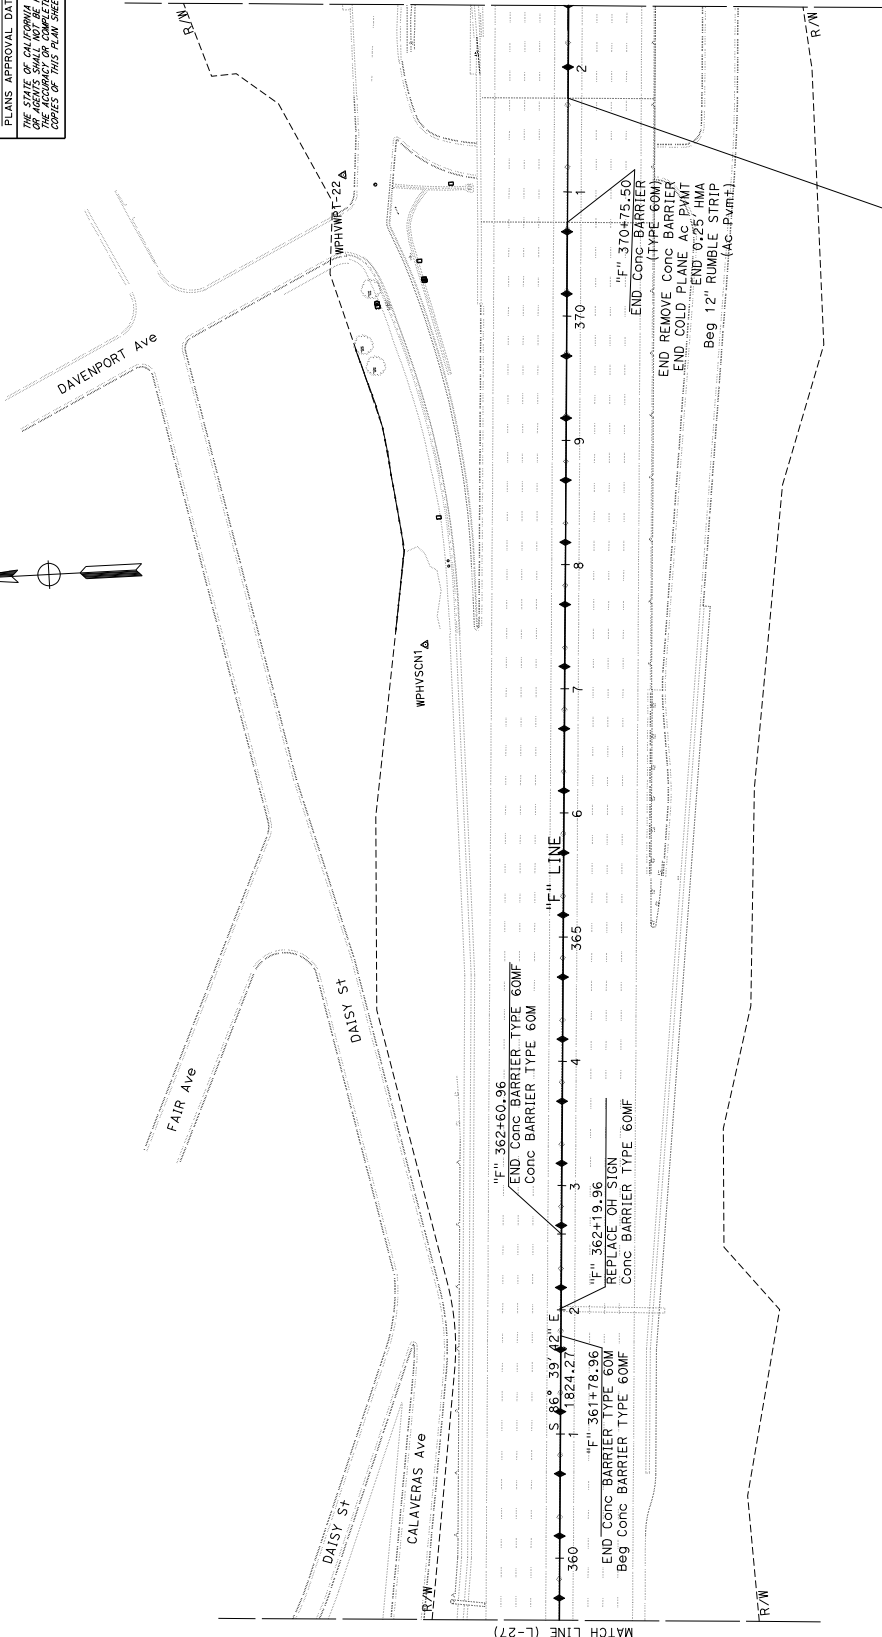 PLANS APPROVAL DAT
THE STATE OF CALIFORNIA
OR AGENTS SHALL NOT BE
THE ACCURACY OR COMPLETE
COPIES OF THIS PLAN SHEE
R/W
R/W
WPHVWRT-22
DAVENPORT Ave
WPHVSCN1
FAIR Ave
DAISY St
DAISY St
CALAVERAS Ave
R/W
R/W
MATCH LINE (L-27)
360
1
2
3
4
365
6
7
8
9
370
1
2
"F" LINE
S 86° 39' 42" E
1824.27
"F" 361+78.96
END Conc BARRIER TYPE 60M
Beg Conc BARRIER TYPE 60MF
"F" 362+19.96
REPLACE OH SIGN
Conc BARRIER TYPE 60MF
"F" 362+60.96
END Conc BARRIER TYPE 60MF
Conc BARRIER TYPE 60M
"F" 370+75.50
END Conc BARRIER
(TYPE 60M)
END REMOVE Conc BARRIER
END COLD PLANE Ac PVMT
END 0.25' HMA
Beg 12" RUMBLE STRIP
(Ac Pvmt)